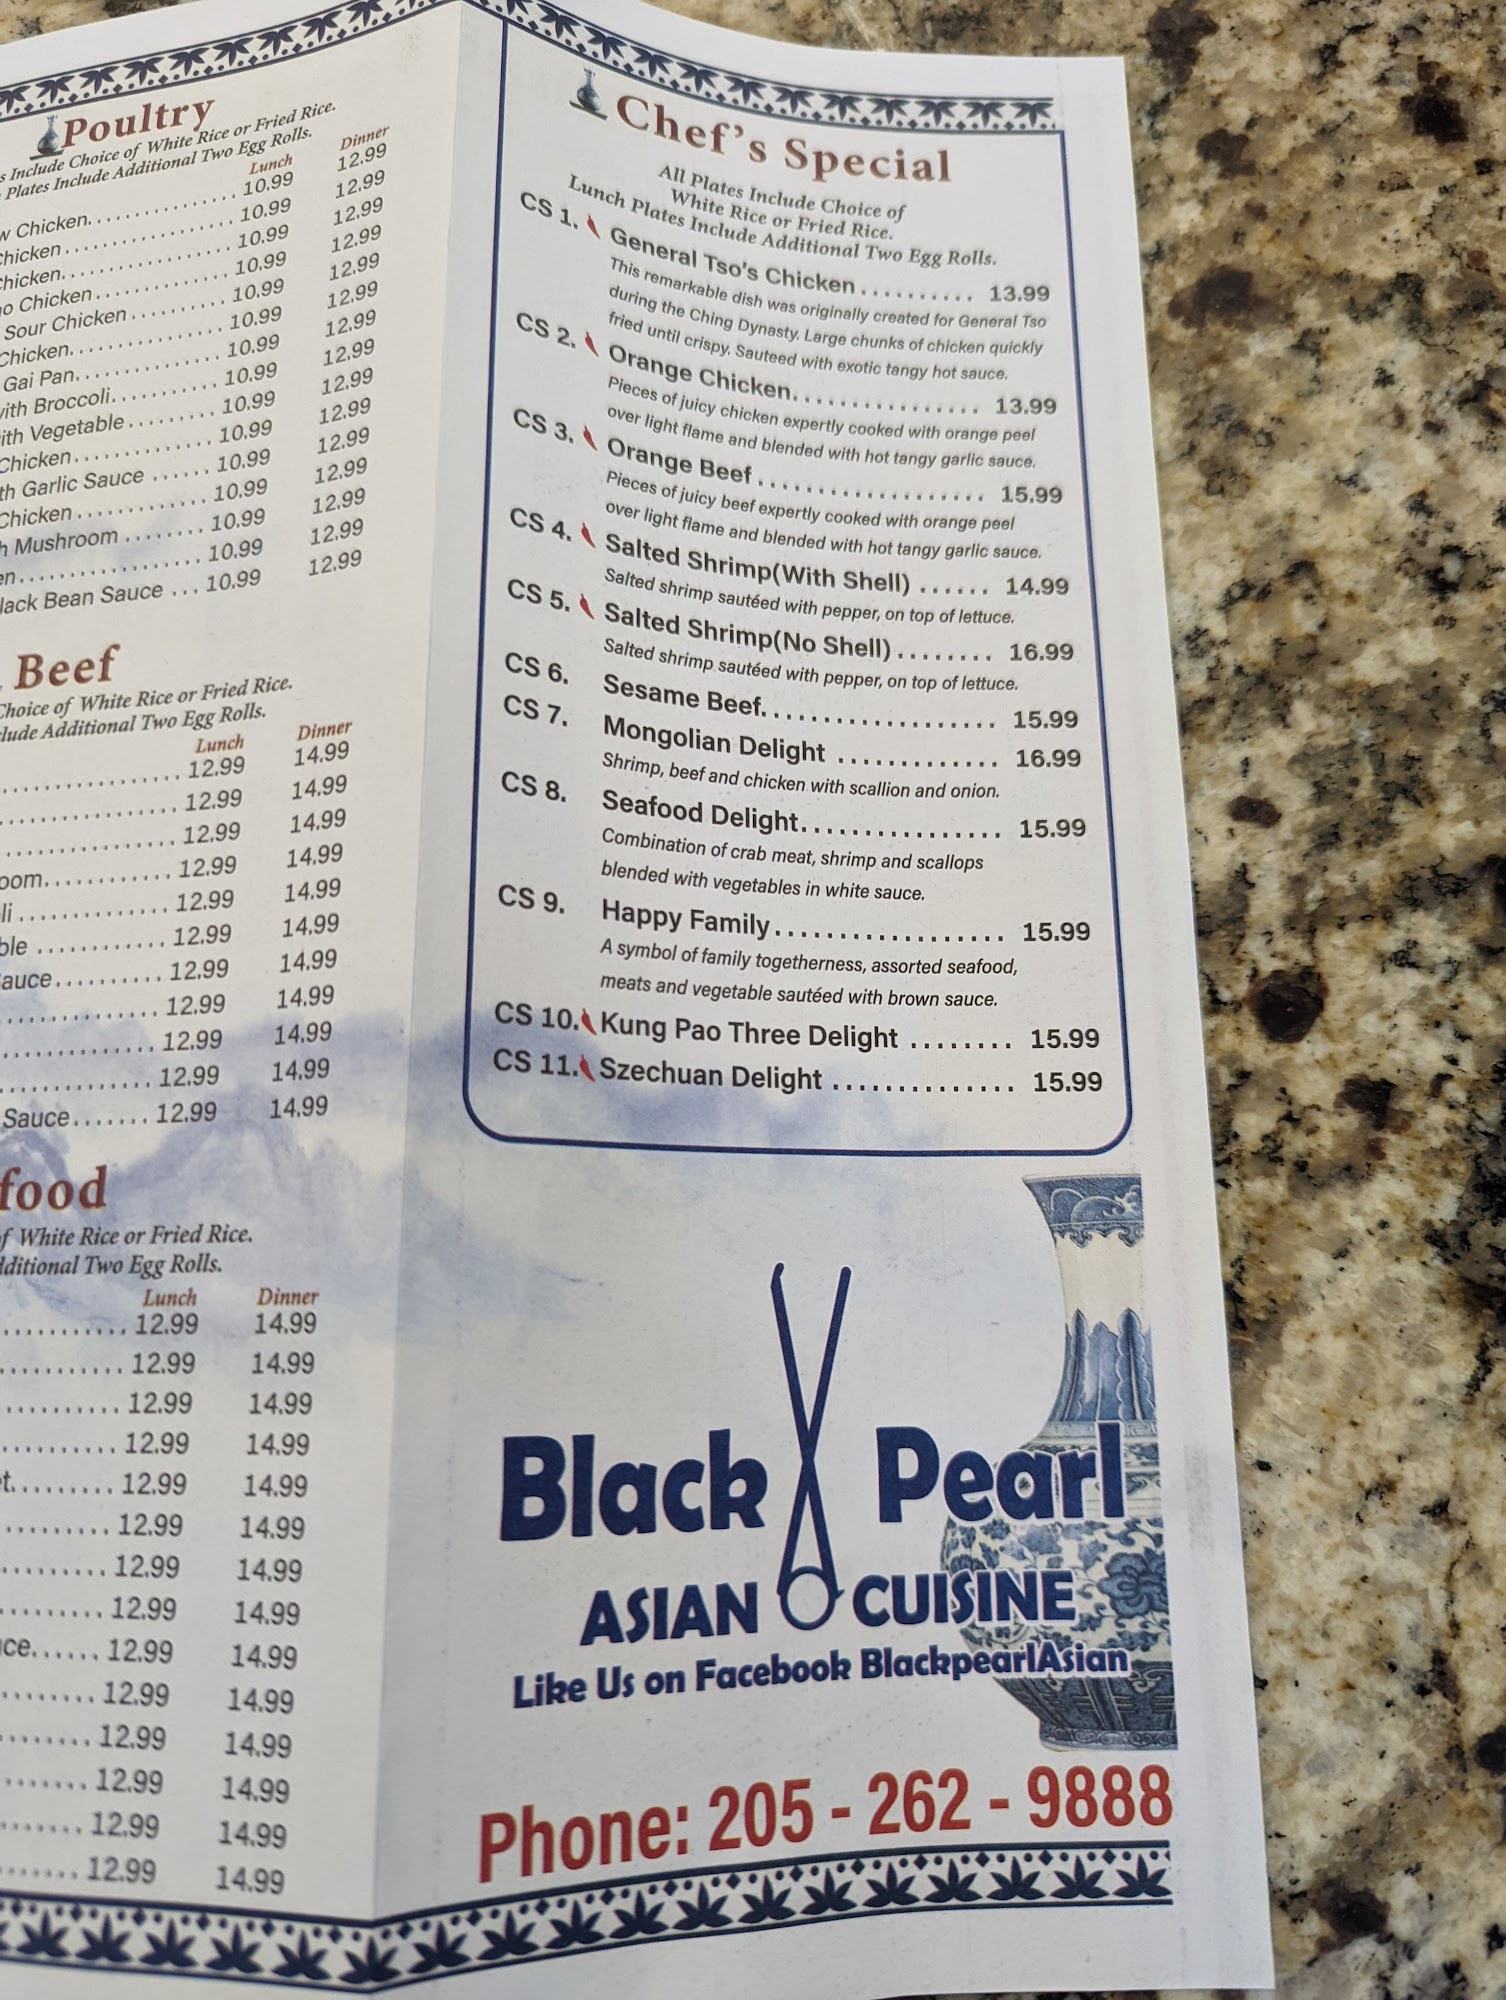 Poultry
Include Choice of White Rice or Fried Rice.
Plates Include Additional Two Egg Rolls.
Lunch Dinner
Chicken................ 10.99 12.99
Chicken.................. 10.99 12.99
Chicken.................. 10.99 12.99
Chicken.............. 10.99 12.99
Sour Chicken.......... 10.99 12.99
Chicken................. 10.99 12.99
Gai Pan................ 10.99 12.99
Broccoli............ 10.99 12.99
Vegetable......... 10.99 12.99
Chicken................ 10.99 12.99
Garlic Sauce ...... 10.99 12.99
Chicken................ 10.99 12.99
Mushroom ........ 10.99 12.99
................... 10.99 12.99
Black Bean Sauce ... 10.99 12.99
Beef
Choice of White Rice or Fried Rice.
Additional Two Egg Rolls.
Lunch Dinner
12.99 14.99
12.99 14.99
12.99 14.99
12.99 14.99
12.99 14.99
12.99 14.99
12.99 14.99
12.99 14.99
12.99 14.99
12.99 14.99
Sauce....... 12.99 14.99
of White Rice or Fried Rice.
Two Egg Rolls.
Lunch Dinner
12.99 14.99
12.99 14.99
12.99 14.99
12.99 14.99
12.99 14.99
12.99 14.99
12.99 14.99
12.99 14.99
12.99 14.99
12.99 14.99
12.99 14.99
12.99 14.99
12.99 14.99
12.99 14.99
Chef's Special
All Plates Include Choice of
White Rice or Fried Rice.
Lunch Plates Include Additional Two Egg Rolls.
CS 1. General Tso's Chicken .......... 13.99
This remarkable dish was originally created for General Tso
during the Ching Dynasty. Large chunks of chicken quickly
fried until crispy. Sauteed with exotic tangy hot sauce.
CS 2. Orange Chicken................. 13.99
Pieces of juicy chicken expertly cooked with orange peel
over light flame and blended with hot tangy garlic sauce.
CS 3. Orange Beef .................... 15.99
Pieces of juicy beef expertly cooked with orange peel
over light flame and blended with hot tangy garlic sauce.
CS 4. Salted Shrimp(With Shell) ...... 14.99
Salted shrimp sautéed with pepper, on top of lettuce.
CS 5. Salted Shrimp(No Shell) ........ 16.99
Salted shrimp sautéed with pepper, on top of lettuce.
CS 6. Sesame Beef.................... 15.99
CS 7. Mongolian Delight ............. 16.99
Shrimp, beef and chicken with scallion and onion.
CS 8. Seafood Delight................. 15.99
Combination of crab meat, shrimp and scallops
blended with vegetables in white sauce.
CS 9. Happy Family................... 15.99
A symbol of family togetherness, assorted seafood,
meats and vegetable sautéed with brown sauce.
CS 10. Kung Pao Three Delight ........ 15.99
CS 11. Szechuan Delight .............. 15.99
Black Pearl
ASIAN CUISINE
Like Us on Facebook BlackpearlAsian
Phone: 205 - 262 - 9888